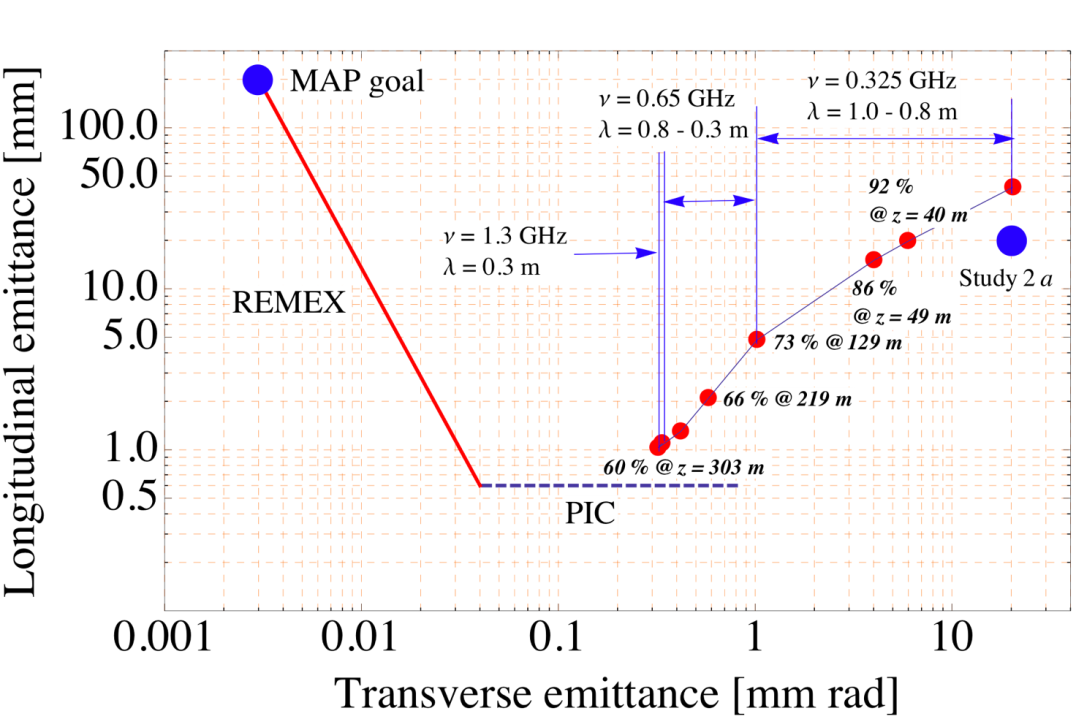 MAP goal
ν = 0.65 GHz
λ = 0.8 - 0.3 m
ν = 0.325 GHz
λ = 1.0 - 0.8 m
Longitudinal emittance [mm]
100.0
50.0
10.0
5.0
1.0
0.5
92 %
@ z = 40 m
ν = 1.3 GHz
λ = 0.3 m
Study 2 a
86 %
@ z = 49 m
REMEX
73 % @ 129 m
66 % @ 219 m
60 % @ z = 303 m
PIC
0.001
0.01
0.1
1
10
Transverse emittance [mm rad]